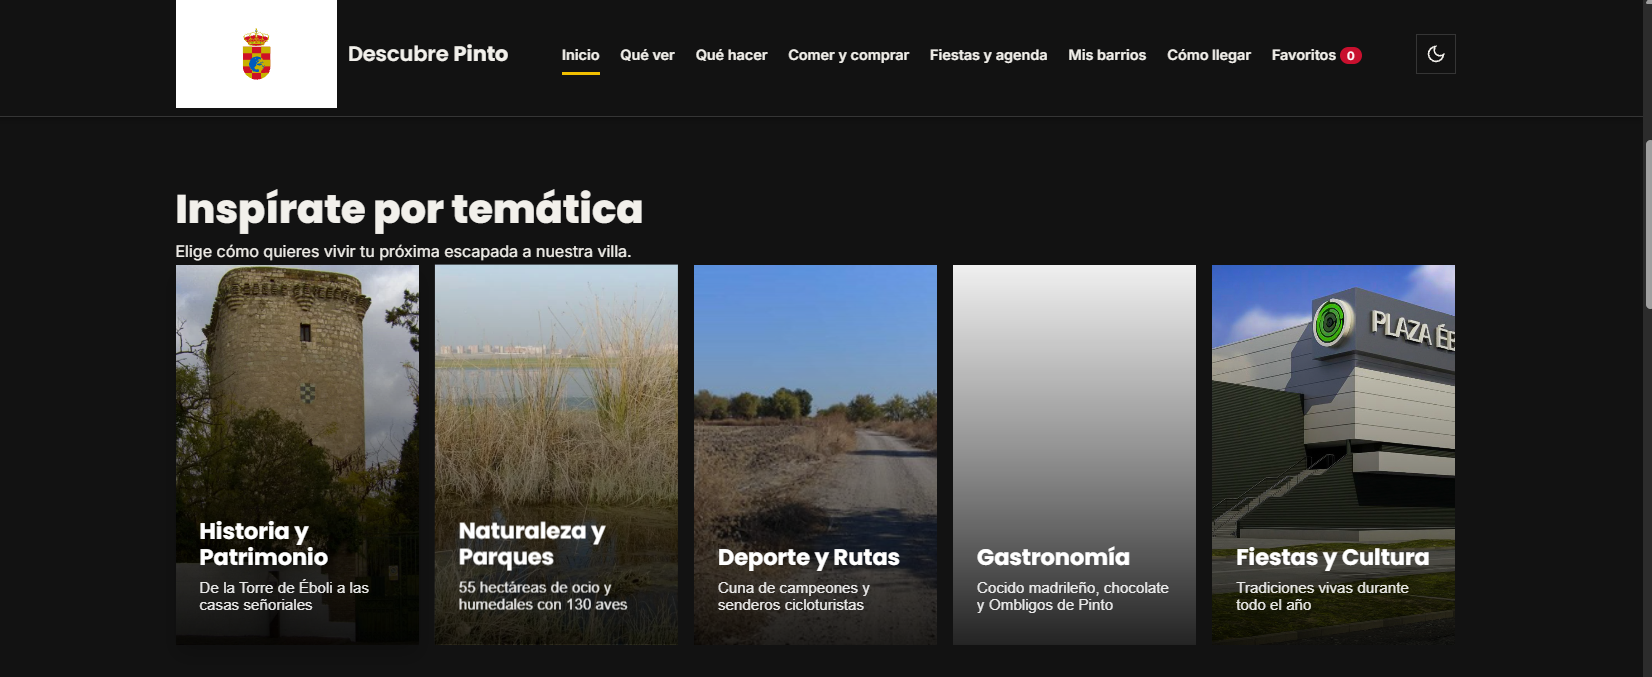 Descubre Pinto
Inicio Qué ver Qué hacer Comer y comprar Fiestas y agenda Mis barrios Cómo llegar Favoritos 0
Inspírate por temática
Elige cómo quieres vivir tu próxima escapada a nuestra villa.
PLAZA ÉB
Historia y
Patrimonio
De la Torre de Éboli a las
casas señoriales
Naturaleza y
Parques
55 hectáreas de ocio y
humedales con 130 aves
Deporte y Rutas
Cuna de campeones y
senderos cicloturistas
Gastronomía
Cocido madrileño, chocolate
y Ombligos de Pinto
Fiestas y Cultura
Tradiciones vivas durante
todo el año